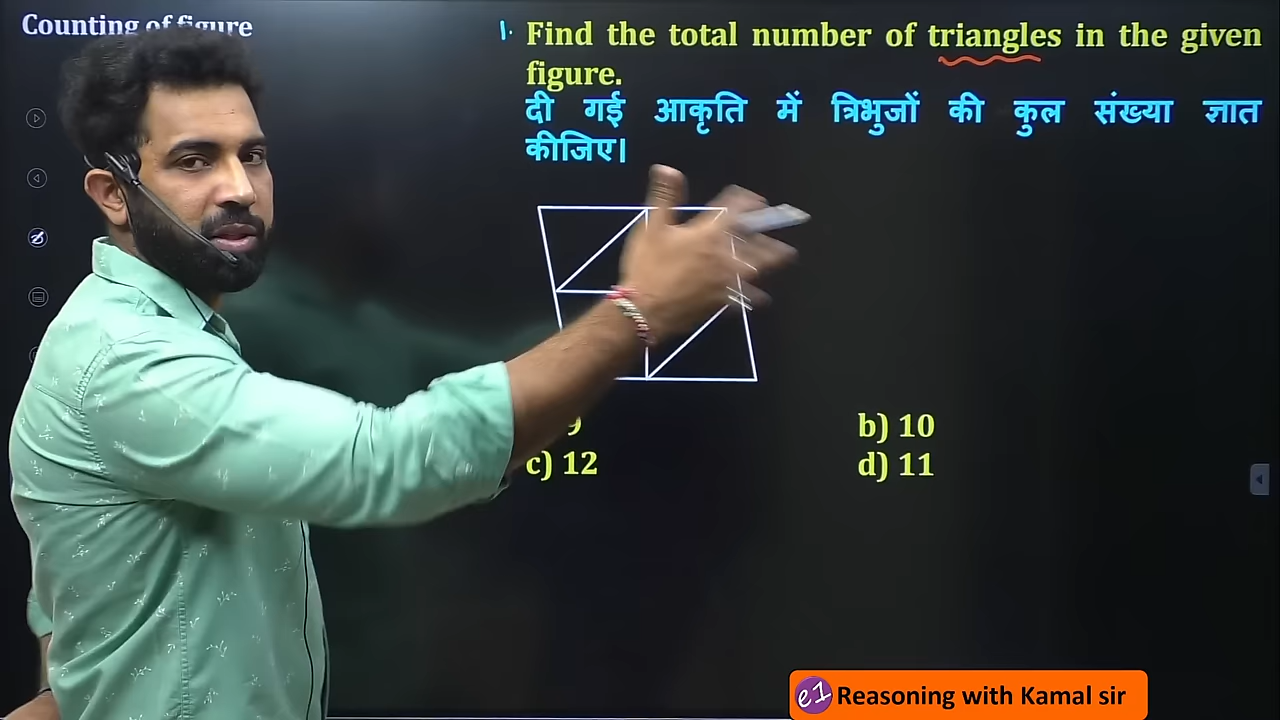 Counting of figure
1. Find the total number of triangles in the given
figure.
दी गई आकृति में त्रिभुजों की कुल संख्या ज्ञात
कीजिए।
9
b) 10
c) 12
d) 11
e1 Reasoning with Kamal sir